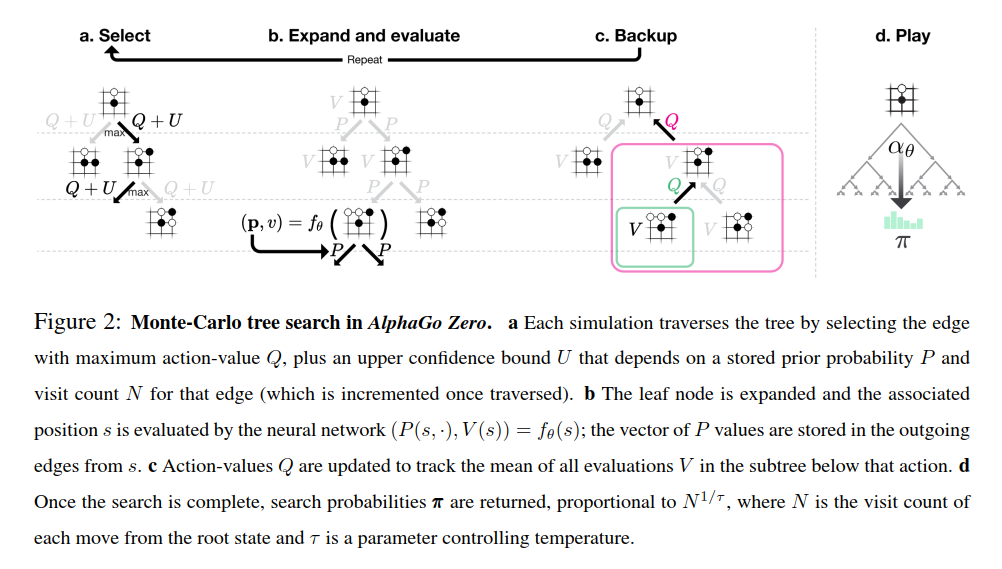 a. Select b. Expand and evaluate c. Backup d. Play
Repeat
Q + U max Q + U V P P Q Q αθ
Q + U max Q + U V V P P V V Q Q
(p, v) = fθ ( ) P P V V π
Figure 2: Monte-Carlo tree search in AlphaGo Zero. a Each simulation traverses the tree by selecting the edge
with maximum action-value Q, plus an upper confidence bound U that depends on a stored prior probability P and
visit count N for that edge (which is incremented once traversed). b The leaf node is expanded and the associated
position s is evaluated by the neural network (P(s, ·), V(s)) = fθ(s); the vector of P values are stored in the outgoing
edges from s. c Action-values Q are updated to track the mean of all evaluations V in the subtree below that action. d
Once the search is complete, search probabilities π are returned, proportional to N^1/τ, where N is the visit count of
each move from the root state and τ is a parameter controlling temperature.